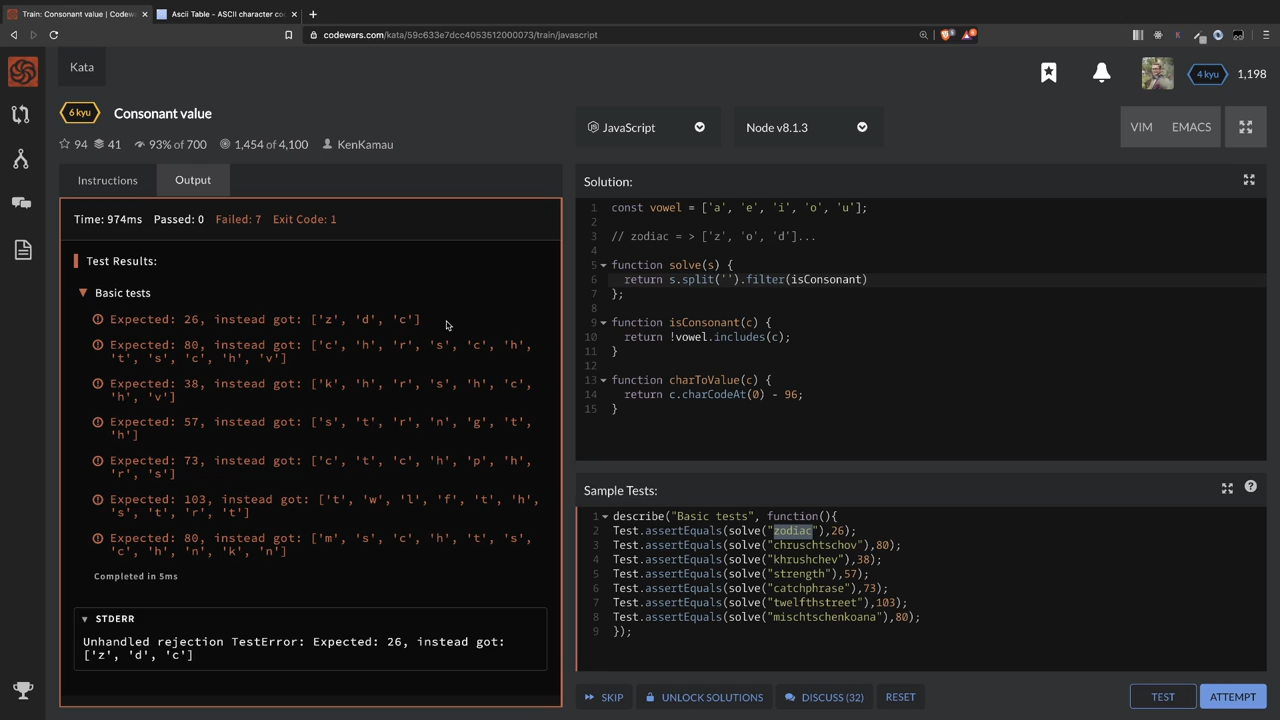 Train: Consonant value | Codew
Ascii Table - ASCII character co
codewars.com/kata/59c633e7dcc4053512000073/train/javascript
Kata
4 kyu
1,198
6 kyu
Consonant value
JavaScript
Node v8.1.3
VIM
EMACS
94
41
93% of 700
1,454 of 4,100
KenKamau
Instructions
Output
Time: 974ms Passed: 0 Failed: 7 Exit Code: 1
Test Results:
Basic tests
Expected: 26, instead got: ['z', 'd', 'c']
Expected: 80, instead got: ['c', 'h', 'r', 's', 'c', 'h',
't', 's', 'c', 'h', 'v']
Expected: 38, instead got: ['k', 'h', 'r', 's', 'h', 'c',
'h', 'v']
Expected: 57, instead got: ['s', 't', 'r', 'n', 'g', 't',
'h']
Expected: 73, instead got: ['c', 't', 'c', 'h', 'p', 'h',
'r', 's']
Expected: 103, instead got: ['t', 'w', 'l', 'f', 't', 'h',
's', 't', 'r', 't']
Expected: 80, instead got: ['m', 's', 'c', 'h', 't', 's',
'c', 'h', 'n', 'k', 'n']
Completed in 5ms
STDERR
Unhandled rejection TestError: Expected: 26, instead got:
['z', 'd', 'c']
Solution:
1 const vowel = ['a', 'e', 'i', 'o', 'u'];
2
3 // zodiac = > ['z', 'o', 'd']...
4
5 function solve(s) {
6 return s.split('').filter(isConsonant)
7 };
8
9 function isConsonant(c) {
10 return !vowel.includes(c);
11 }
12
13 function charToValue(c) {
14 return c.charCodeAt(0) - 96;
15 }
Sample Tests:
1 describe("Basic tests", function(){
2 Test.assertEquals(solve("zodiac"),26);
3 Test.assertEquals(solve("chruschtschov"),80);
4 Test.assertEquals(solve("khrushchev"),38);
5 Test.assertEquals(solve("strength"),57);
6 Test.assertEquals(solve("catchphrase"),73);
7 Test.assertEquals(solve("twelfthstreet"),103);
8 Test.assertEquals(solve("mischtschenkoana"),80);
9 });
SKIP
UNLOCK SOLUTIONS
DISCUSS (32)
RESET
TEST
ATTEMPT